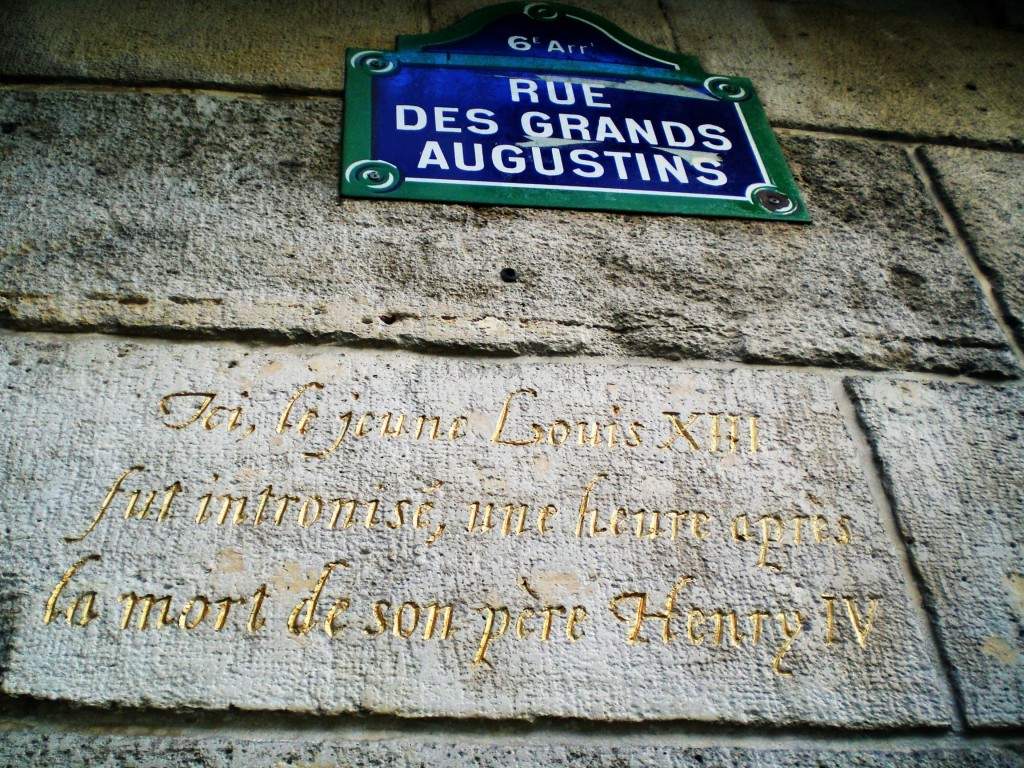 6E ARRT
RUE
DES GRANDS
AUGUSTINS
Ici, le jeune Louis XIII
fut intronisé, une heure après
la mort de son père Henry IV